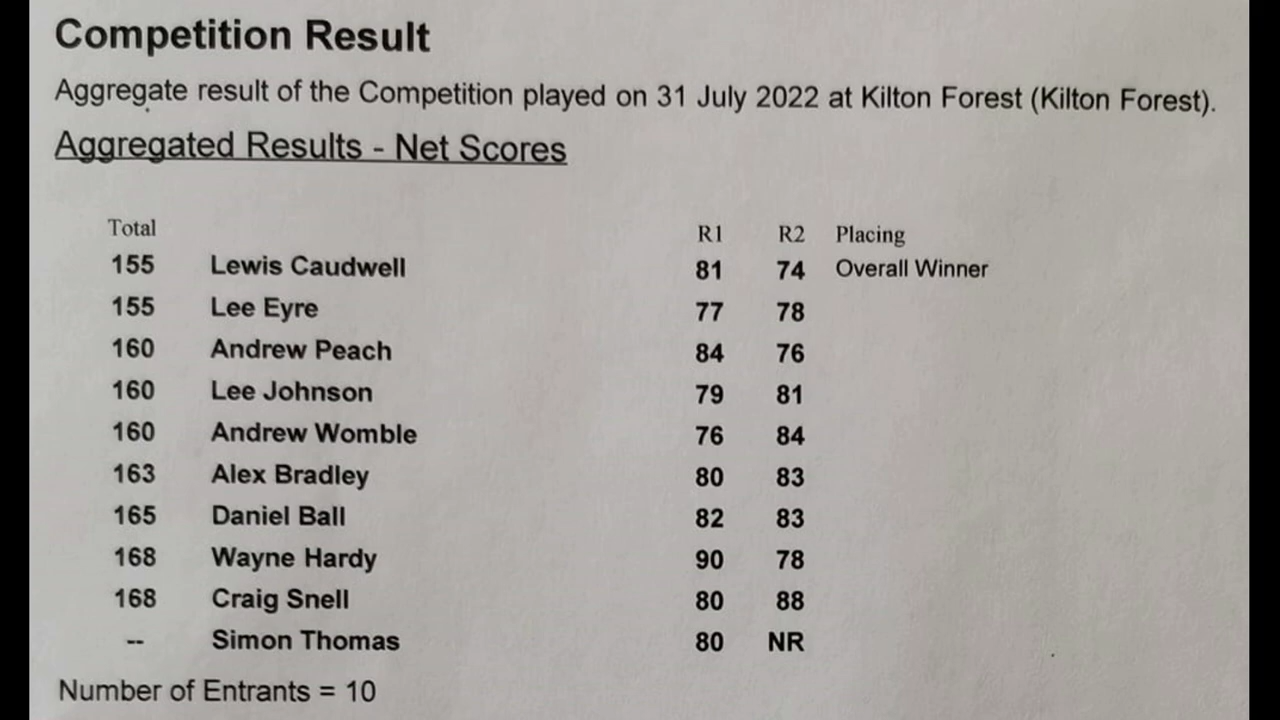 Competition Result
Aggregate result of the Competition played on 31 July 2022 at Kilton Forest (Kilton Forest).
Aggregated Results - Net Scores
Total R1 R2 Placing
155 Lewis Caudwell 81 74 Overall Winner
155 Lee Eyre 77 78
160 Andrew Peach 84 76
160 Lee Johnson 79 81
160 Andrew Womble 76 84
163 Alex Bradley 80 83
165 Daniel Ball 82 83
168 Wayne Hardy 90 78
168 Craig Snell 80 88
-- Simon Thomas 80 NR
Number of Entrants = 10